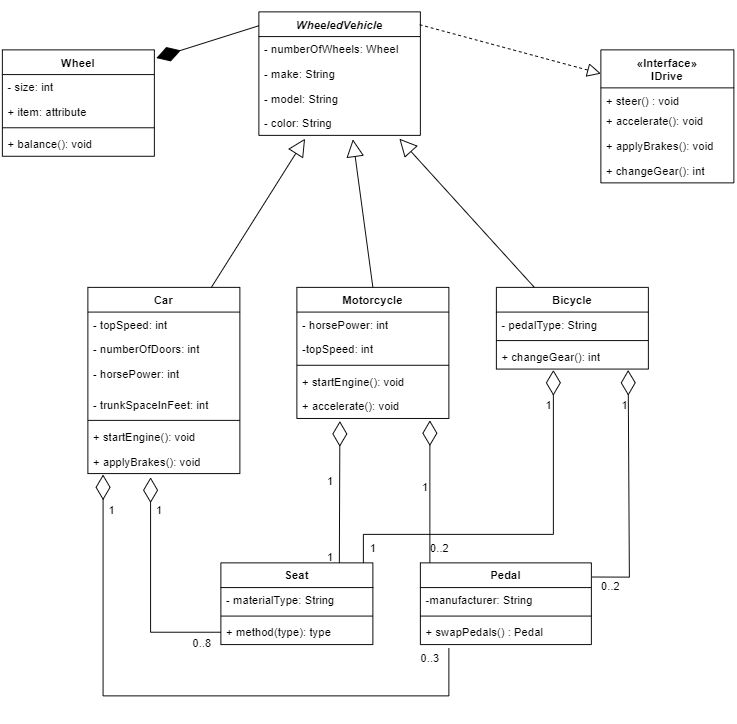 WheeledVehicle
- numberOfWheels: Wheel
- make: String
- model: String
- color: String
Wheel
- size: int
+ item: attribute
+ balance(): void
«Interface»
IDrive
+ steer() : void
+ accelerate(): void
+ applyBrakes(): void
+ changeGear(): int
Car
- topSpeed: int
- numberOfDoors: int
- horsePower: int
- trunkSpaceInFeet: int
+ startEngine(): void
+ applyBrakes(): void
Motorcycle
- horsePower: int
-topSpeed: int
+ startEngine(): void
+ accelerate(): void
Bicycle
- pedalType: String
+ changeGear(): int
1
1
1
1
1
1
1
1
0..2
0..2
0..8
0..3
Seat
- materialType: String
+ method(type): type
Pedal
-manufacturer: String
+ swapPedals() : Pedal